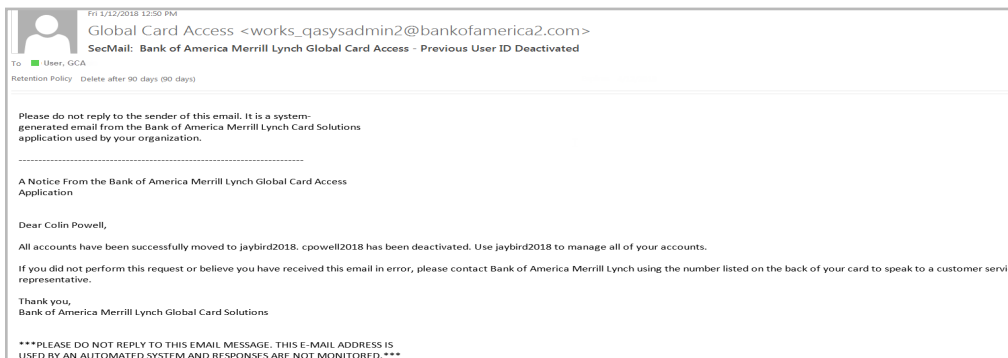 Fri 1/12/2018 12:50 PM
Global Card Access <works_qasysadmin2@bankofamerica2.com>
SecMail: Bank of America Merrill Lynch Global Card Access - Previous User ID Deactivated
To User, GCA
Retention Policy Delete after 90 days (90 days)
Please do not reply to the sender of this email. It is a system-
generated email from the Bank of America Merrill Lynch Card Solutions
application used by your organization.
------------------------------------------------------------------------
A Notice From the Bank of America Merrill Lynch Global Card Access
Application
Dear Colin Powell,
All accounts have been successfully moved to jaybird2018. cpowell2018 has been deactivated. Use jaybird2018 to manage all of your accounts.
If you did not perform this request or believe you have received this email in error, please contact Bank of America Merrill Lynch using the number listed on the back of your card to speak to a customer servi
representative.
Thank you,
Bank of America Merrill Lynch Global Card Solutions
***PLEASE DO NOT REPLY TO THIS EMAIL MESSAGE. THIS E-MAIL ADDRESS IS
USED BY AN AUTOMATED SYSTEM AND RESPONSES ARE NOT MONITORED.***